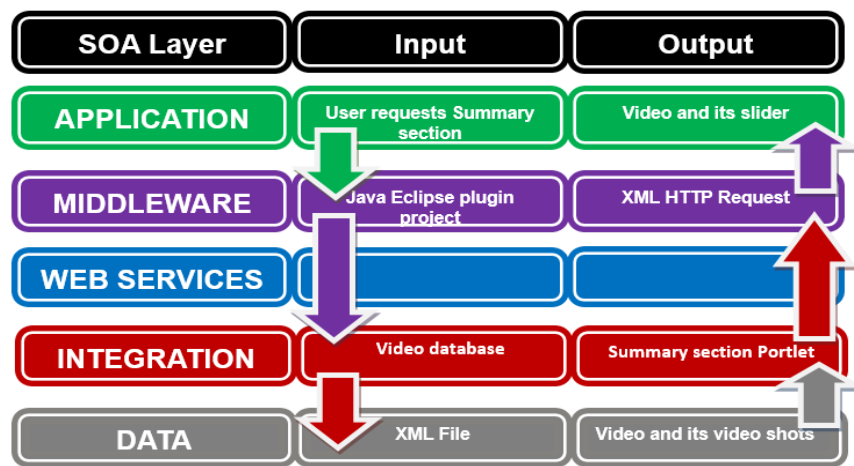 SOA Layer Input Output
APPLICATION
User requests Summary
section
Video and its slider
MIDDLEWARE
Java Eclipse plugin
project
XML HTTP Request
WEB SERVICES
INTEGRATION
Video database
Summary section Portlet
DATA
XML File
Video and its video shots